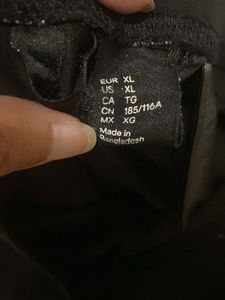 EUR XL
US XL
CA TG
CN 185/116A
MX XG
Made in
Bangladesh